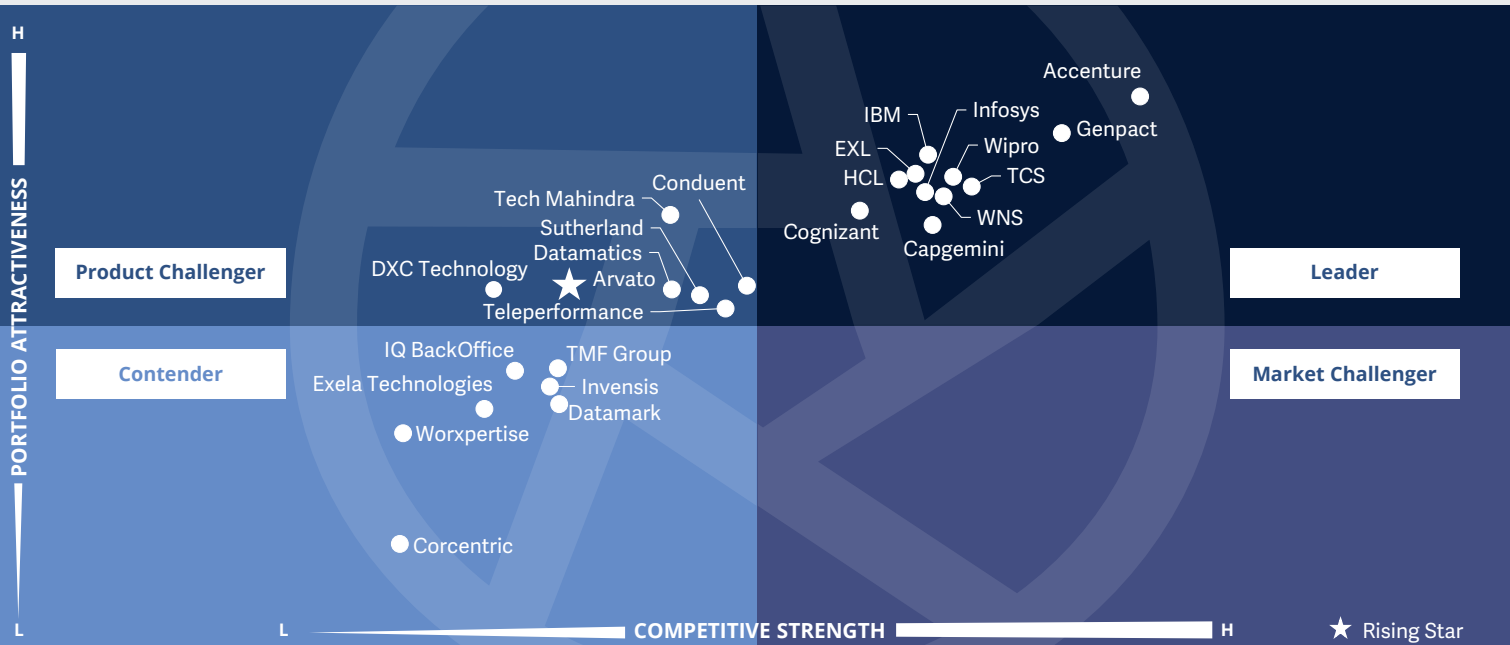 H
Accenture
IBM
Infosys
Genpact
EXL
Wipro
HCL
TCS
Conduent
Tech Mahindra
WNS
Sutherland
Cognizant
Capgemini
Datamatics
DXC Technology
Arvato
Product Challenger
Leader
Teleperformance
IQ BackOffice
TMF Group
Contender
Market Challenger
Exela Technologies
Invensis
Datamark
Worxpertise
PORTFOLIO ATTRACTIVENESS
Corcentric
L
L
COMPETITIVE STRENGTH
H
Rising Star